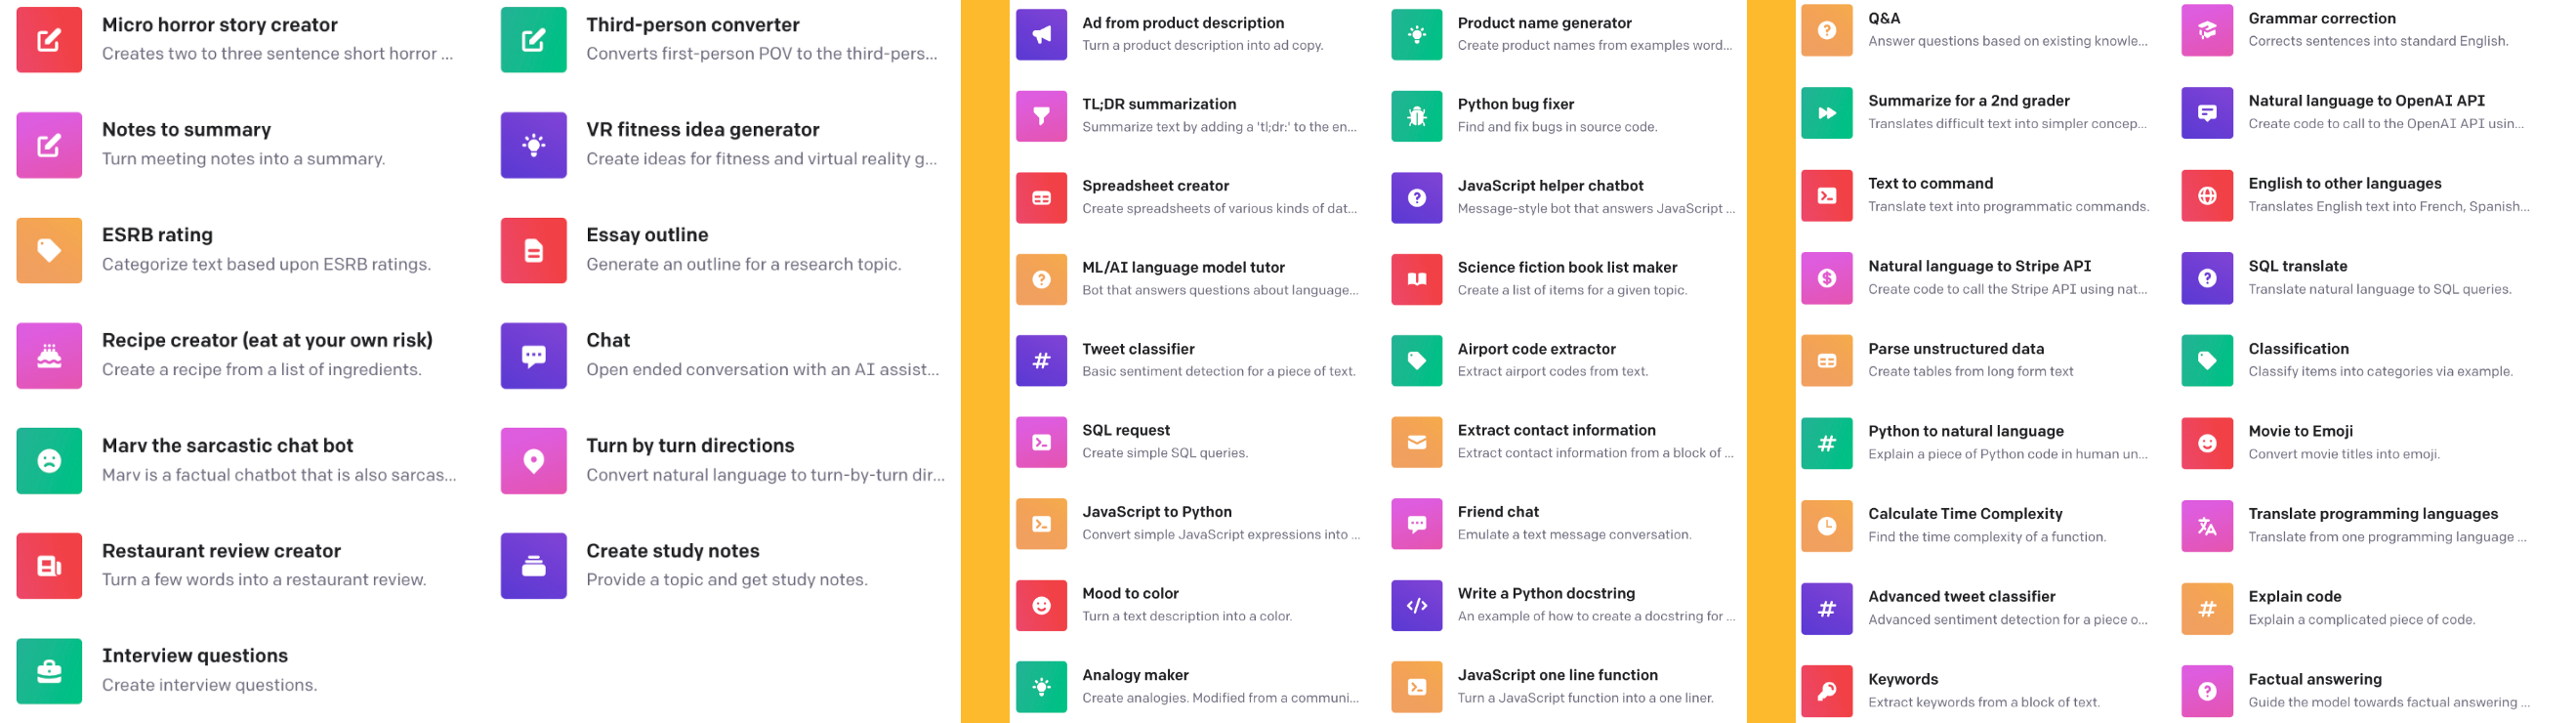 Micro horror story creator
Creates two to three sentence short horror ...
Third-person converter
Converts first-person POV to the third-pers...
Notes to summary
Turn meeting notes into a summary.
VR fitness idea generator
Create ideas for fitness and virtual reality g...
ESRB rating
Categorize text based upon ESRB ratings.
Essay outline
Generate an outline for a research topic.
Recipe creator (eat at your own risk)
Create a recipe from a list of ingredients.
Chat
Open ended conversation with an AI assist...
Marv the sarcastic chat bot
Marv is a factual chatbot that is also sarcas...
Turn by turn directions
Convert natural language to turn-by-turn dir...
Restaurant review creator
Turn a few words into a restaurant review.
Create study notes
Provide a topic and get study notes.
Interview questions
Create interview questions.
Ad from product description
Turn a product description into ad copy.
Product name generator
Create product names from examples word...
TL;DR summarization
Summarize text by adding a 'tl;dr:' to the en...
Python bug fixer
Find and fix bugs in source code.
Spreadsheet creator
Create spreadsheets of various kinds of dat...
JavaScript helper chatbot
Message-style bot that answers JavaScript ...
ML/AI language model tutor
Bot that answers questions about language...
Science fiction book list maker
Create a list of items for a given topic.
Tweet classifier
Basic sentiment detection for a piece of text.
Airport code extractor
Extract airport codes from text.
SQL request
Create simple SQL queries.
Extract contact information
Extract contact information from a block of ...
JavaScript to Python
Convert simple JavaScript expressions into ...
Friend chat
Emulate a text message conversation.
Mood to color
Turn a text description into a color.
Write a Python docstring
An example of how to create a docstring for ...
Analogy maker
Create analogies. Modified from a communi...
JavaScript one line function
Turn a JavaScript function into a one liner.
Q&A
Answer questions based on existing knowle...
Grammar correction
Corrects sentences into standard English.
Summarize for a 2nd grader
Translates difficult text into simpler concep...
Natural language to OpenAI API
Create code to call to the OpenAI API usin...
Text to command
Translate text into programmatic commands.
English to other languages
Translates English text into French, Spanish...
Natural language to Stripe API
Create code to call the Stripe API using nat...
SQL translate
Translate natural language to SQL queries.
Parse unstructured data
Create tables from long form text
Classification
Classify items into categories via example.
Python to natural language
Explain a piece of Python code in human un...
Movie to Emoji
Convert movie titles into emoji.
Calculate Time Complexity
Find the time complexity of a function.
Translate programming languages
Translate from one programming language ...
Advanced tweet classifier
Advanced sentiment detection for a piece o...
Explain code
Explain a complicated piece of code.
Keywords
Extract keywords from a block of text.
Factual answering
Guide the model towards factual answering ...